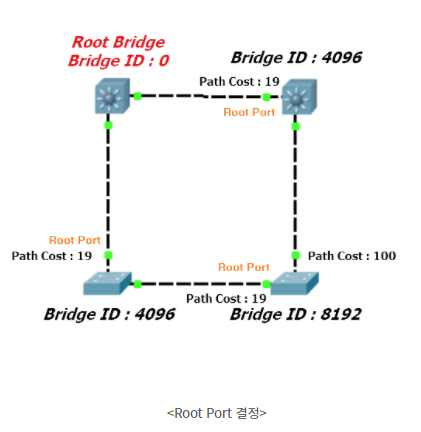 Root Bridge
Bridge ID : 0
Bridge ID : 4096
Path Cost : 19
Root Port
Root Port
Path Cost : 19
Root Port
Path Cost : 100
Path Cost : 19
Bridge ID : 4096
Bridge ID : 8192
<Root Port 결정>